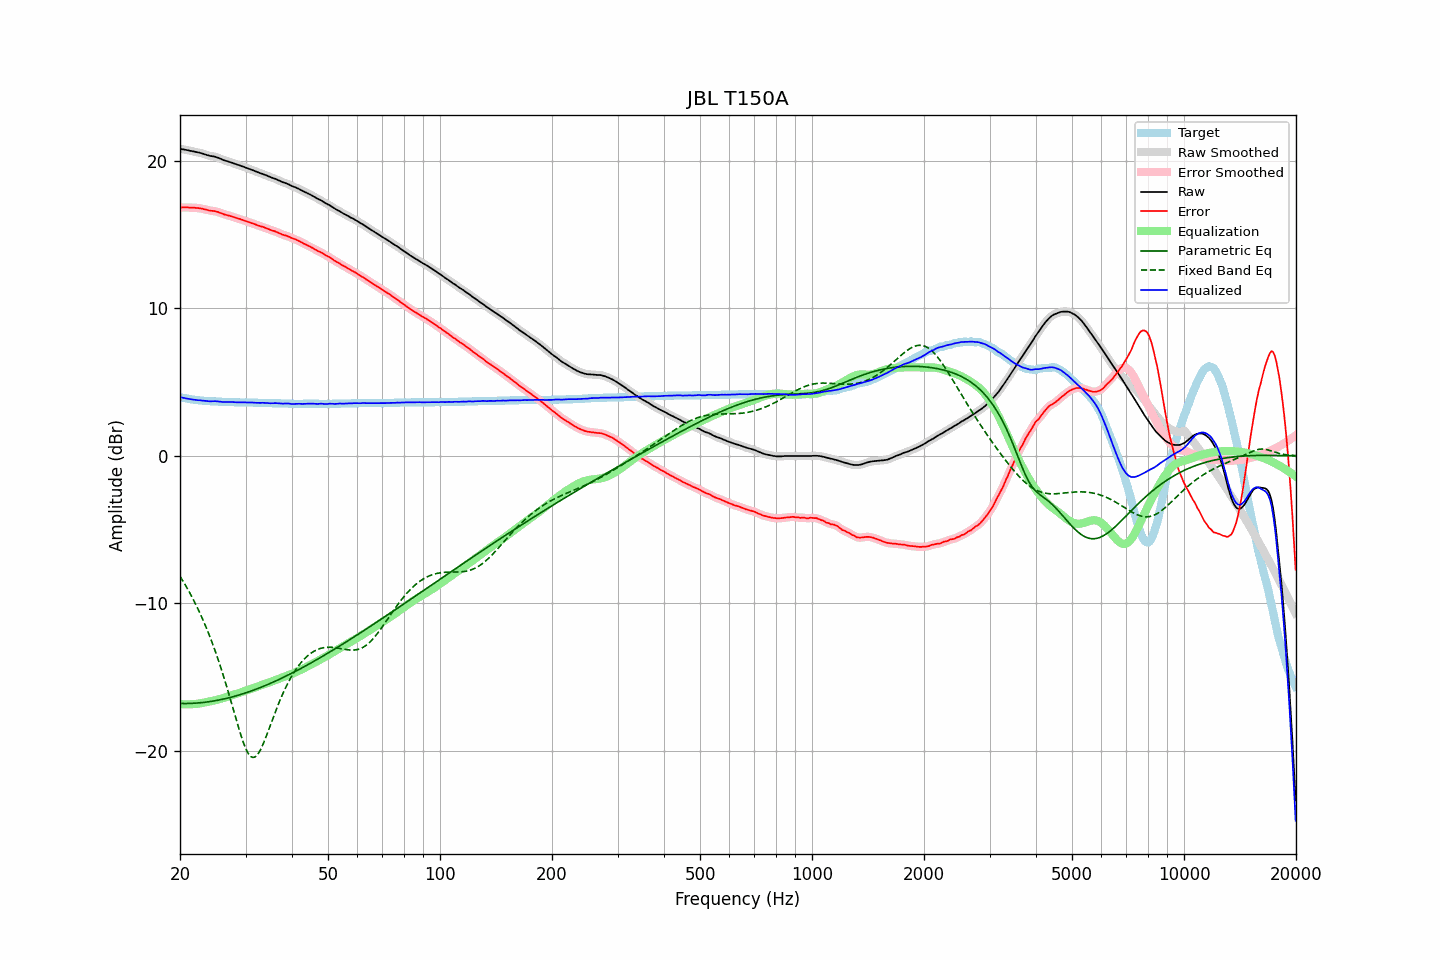 JBL T150A
Target
Raw Smoothed
Error Smoothed
Raw
Error
Equalization
Parametric Eq
Fixed Band Eq
Equalized
Amplitude (dBr)
20
10
0
−10
−20
20 50 100 200 500 1000 2000 5000 10000 20000
Frequency (Hz)